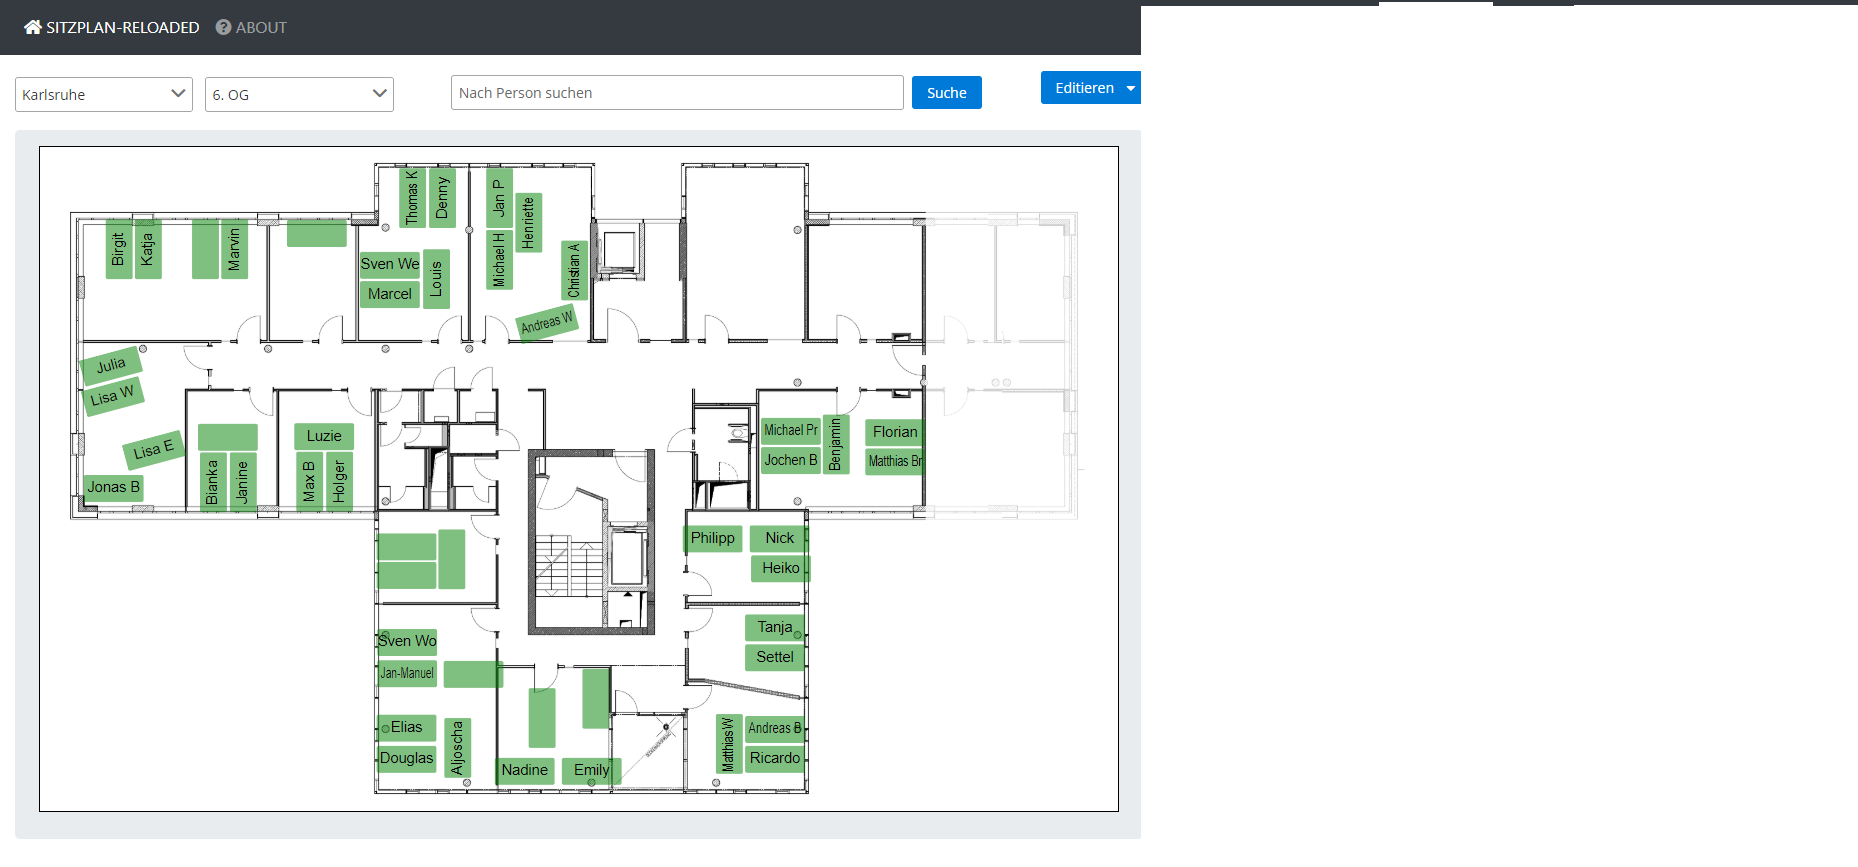 SITZPLAN-RELOADED
ABOUT
Karlsruhe
6. OG
Nach Person suchen
Suche
Editieren
Thomas K
Denny
Jan P
Henriette
Michael H
Christian A
Andreas W
Birgit
Katja
Marvin
Sven We
Marcel
Louis
Julia
Lisa W
Lisa E
Jonas B
Bianka
Janine
Luzie
Max B
Holger
Michael Pr
Jochen B
Benjamin
Florian
Matthias Br
Philipp
Nick
Heiko
Sven Wo
Jan-Manuel
Tanja
Settel
Elias
Douglas
Aljoscha
Nadine
Emily
Matthias W
Andreas B
Ricardo